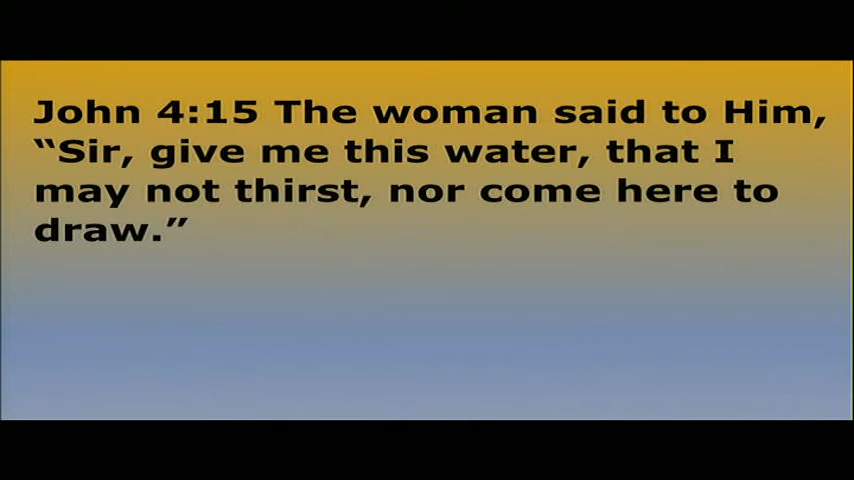 John 4:15 The woman said to Him,
“Sir, give me this water, that I
may not thirst, nor come here to
draw.”